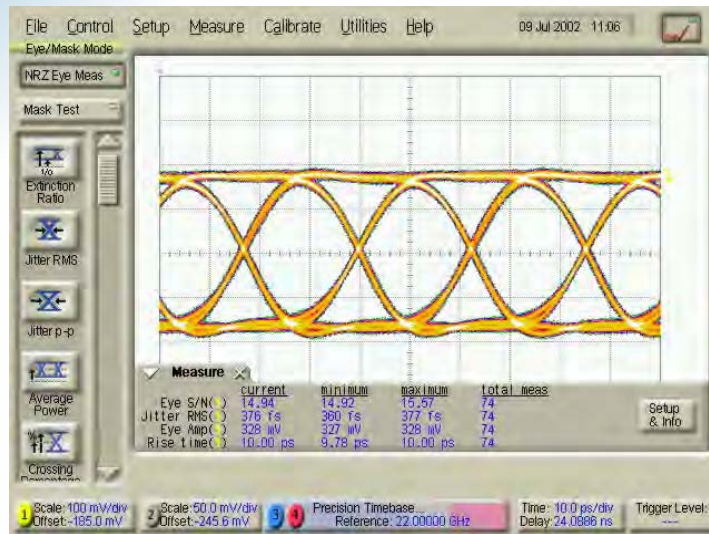 File Control Setup Measure Calibrate Utilities Help 09 Jul 2002 11:06
Eye/Mask Mode
NRZ Eye Meas
Mask Test
Extinction
Ratio
Jitter RMS
Jitter p-p
Average
Power
Crossing
Measure
current minimum maximum total meas
Eye S/N( ) 14.94 14.92 15.57 74
Jitter RMS( ) 376 fs 360 fs 377 fs 74
Eye Amp( ) 328 mV 327 mV 328 mV 74
Rise time( ) 10.00 ps 9.78 ps 10.00 ps 74
Setup
& Info
1 Scale: 100 mV/div
Offset:-185.0 mV
2 Scale:50.0 mV/div
Offset:-245.6 mV
3 4 Precision Timebase...
Reference: 22.00000 GHz
Time: 10.0 ps/div
Delay:24.0886 ns
Trigger Level:
---